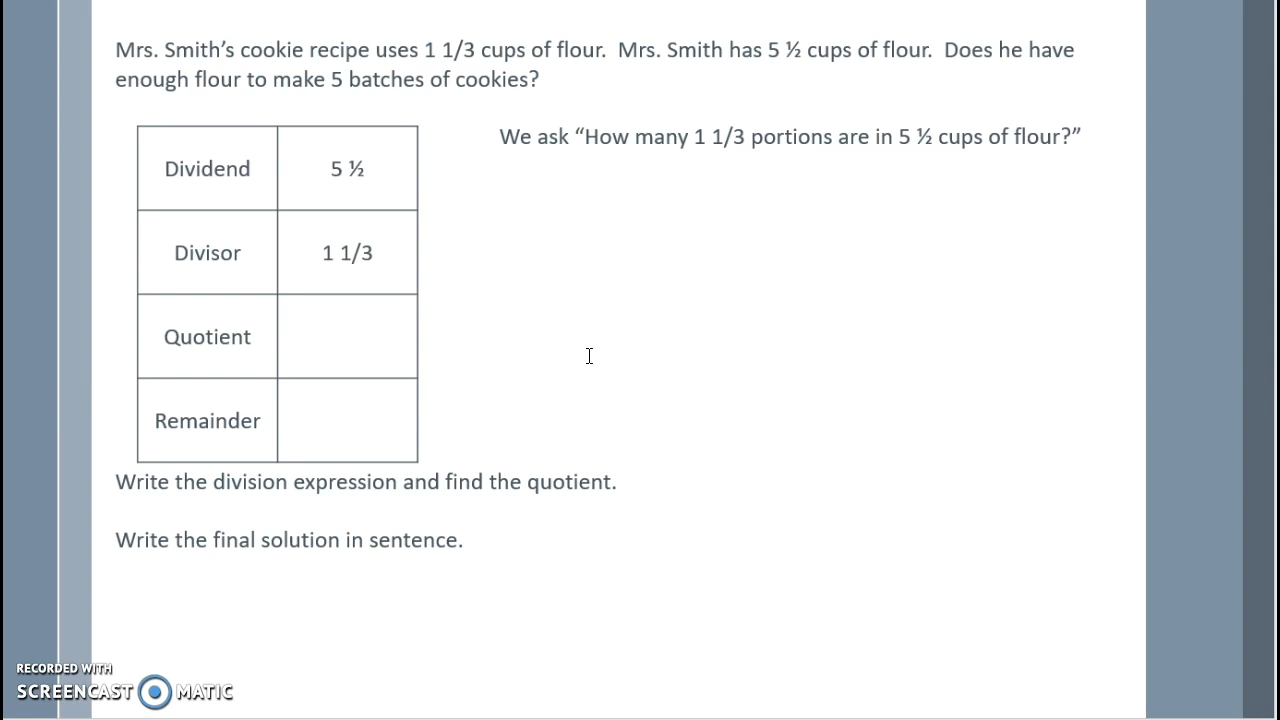 Mrs. Smith’s cookie recipe uses 1 1/3 cups of flour.  Mrs. Smith has 5 ½ cups of flour.  Does he have
enough flour to make 5 batches of cookies?
We ask “How many 1 1/3 portions are in 5 ½ cups of flour?”
Dividend 5 ½
Divisor 1 1/3
Quotient
Remainder
Write the division expression and find the quotient.
Write the final solution in sentence.
RECORDED WITH
SCREENCAST MATIC